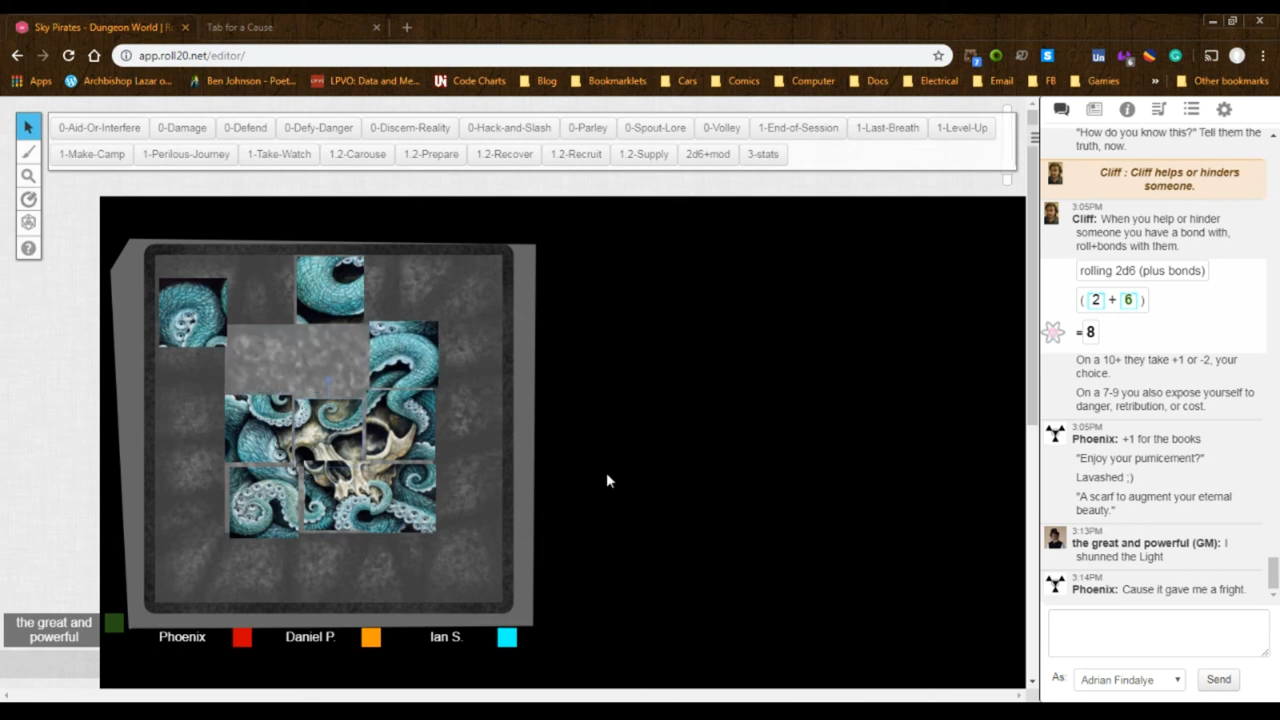 Sky Pirates - Dungeon World | R
Tab for a Cause
app.roll20.net/editor/
Apps
Archbishop Lazar o...
Ben Johnson - Poet...
LPVO: Data and Me...
Code Charts
Blog
Bookmarklets
Cars
Comics
Computer
Docs
Electrical
Email
FB
Games
»
Other bookmarks
0-Aid-Or-Interfere
0-Damage
0-Defend
0-Defy-Danger
0-Discern-Reality
0-Hack-and-Slash
0-Parley
0-Spout-Lore
0-Volley
1-End-of-Session
1-Last-Breath
1-Level-Up
1-Make-Camp
1-Perilous-Journey
1-Take-Watch
1.2-Carouse
1.2-Prepare
1.2-Recover
1.2-Recruit
1.2-Supply
2d6+mod
3-stats
the great and
powerful
Phoenix
Daniel P.
Ian S.
"How do you know this?" Tell them the
truth, now.
Cliff : Cliff helps or hinders
someone.
3:05PM
Cliff: When you help or hinder
someone you have a bond with,
roll+bonds with them.
rolling 2d6 (plus bonds)
( 2 + 6 )
= 8
On a 10+ they take +1 or -2, your
choice.
On a 7-9 you also expose yourself to
danger, retribution, or cost.
3:05PM
Phoenix: +1 for the books
"Enjoy your pumicement?"
Lavashed ;)
"A scarf to augment your eternal
beauty."
3:13PM
the great and powerful (GM): I
shunned the Light
3:14PM
Phoenix: Cause it gave me a fright.
As:
Adrian Findalye
Send